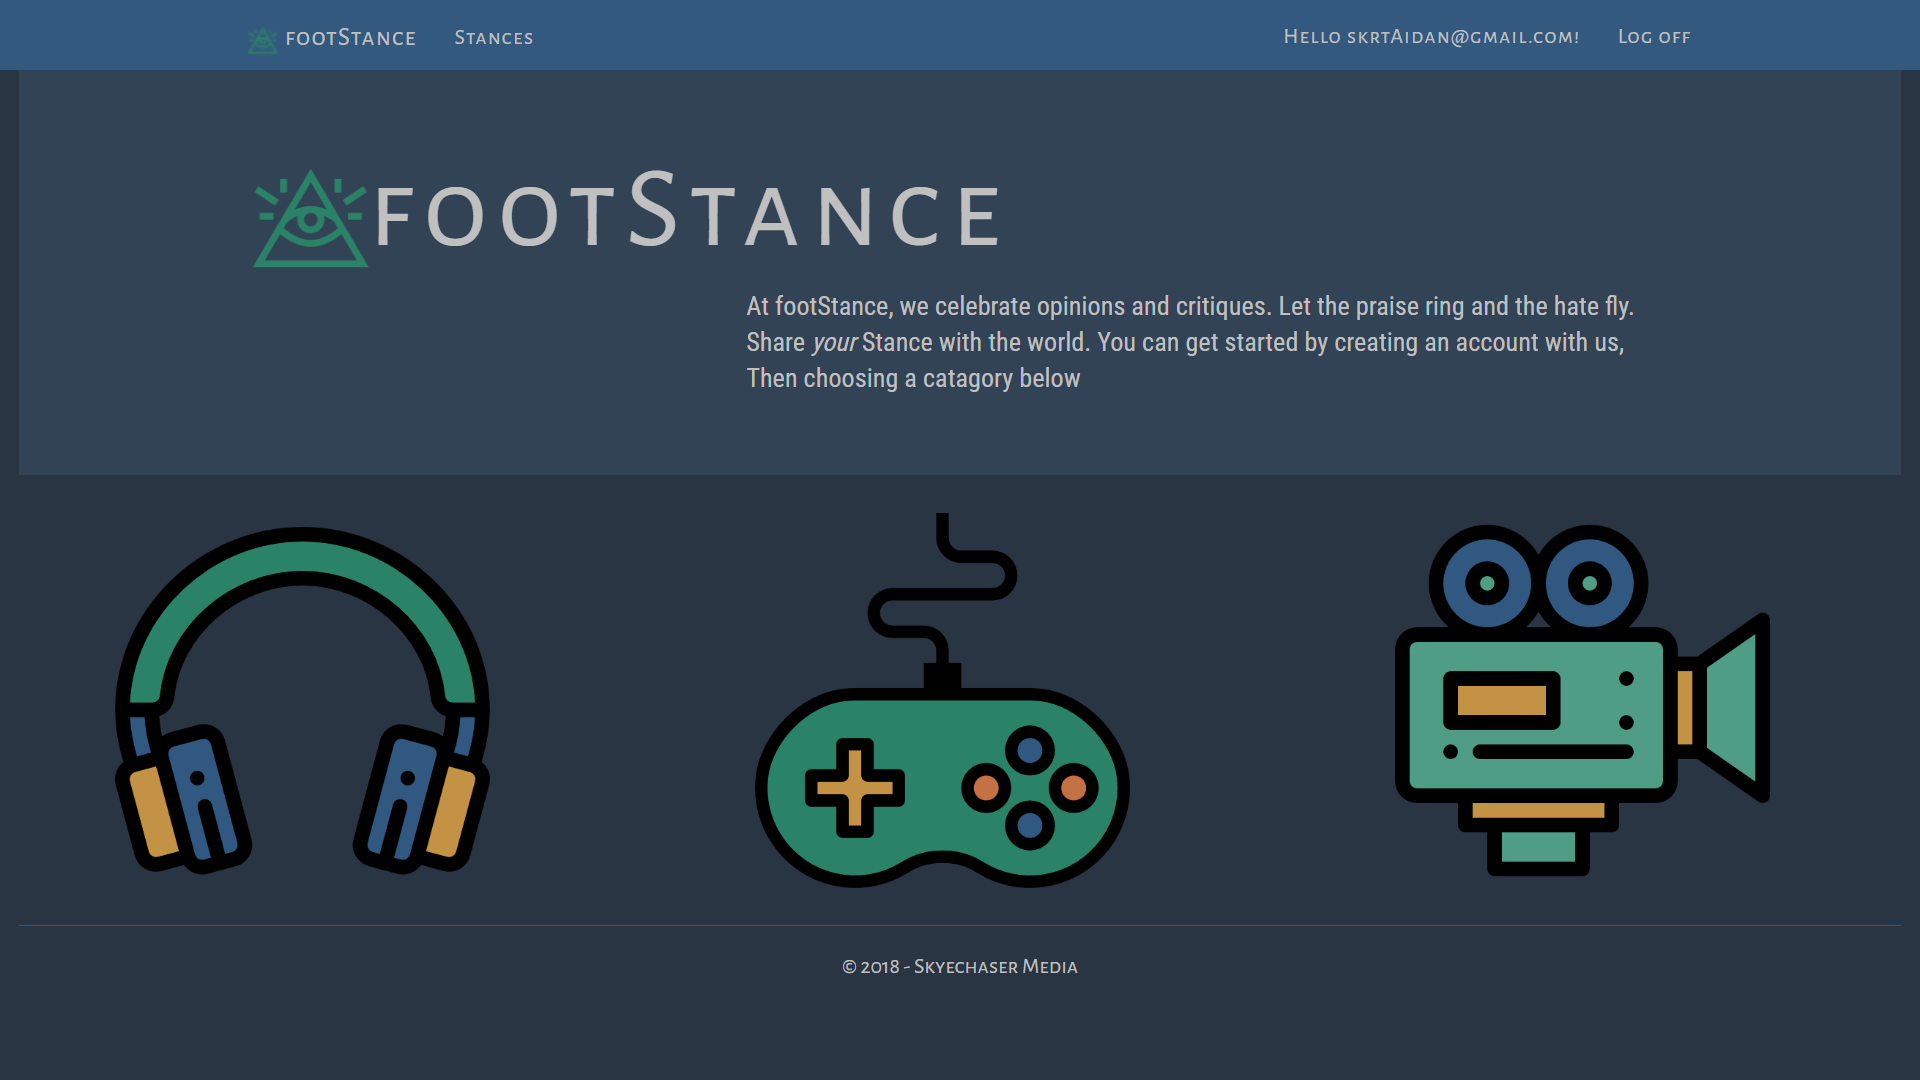 footStance
Stances
Hello skrtAidan@gmail.com!
Log off
footStance
At footStance, we celebrate opinions and critiques. Let the praise ring and the hate fly.
Share your Stance with the world. You can get started by creating an account with us,
Then choosing a catagory below
© 2018 - Skyechaser Media